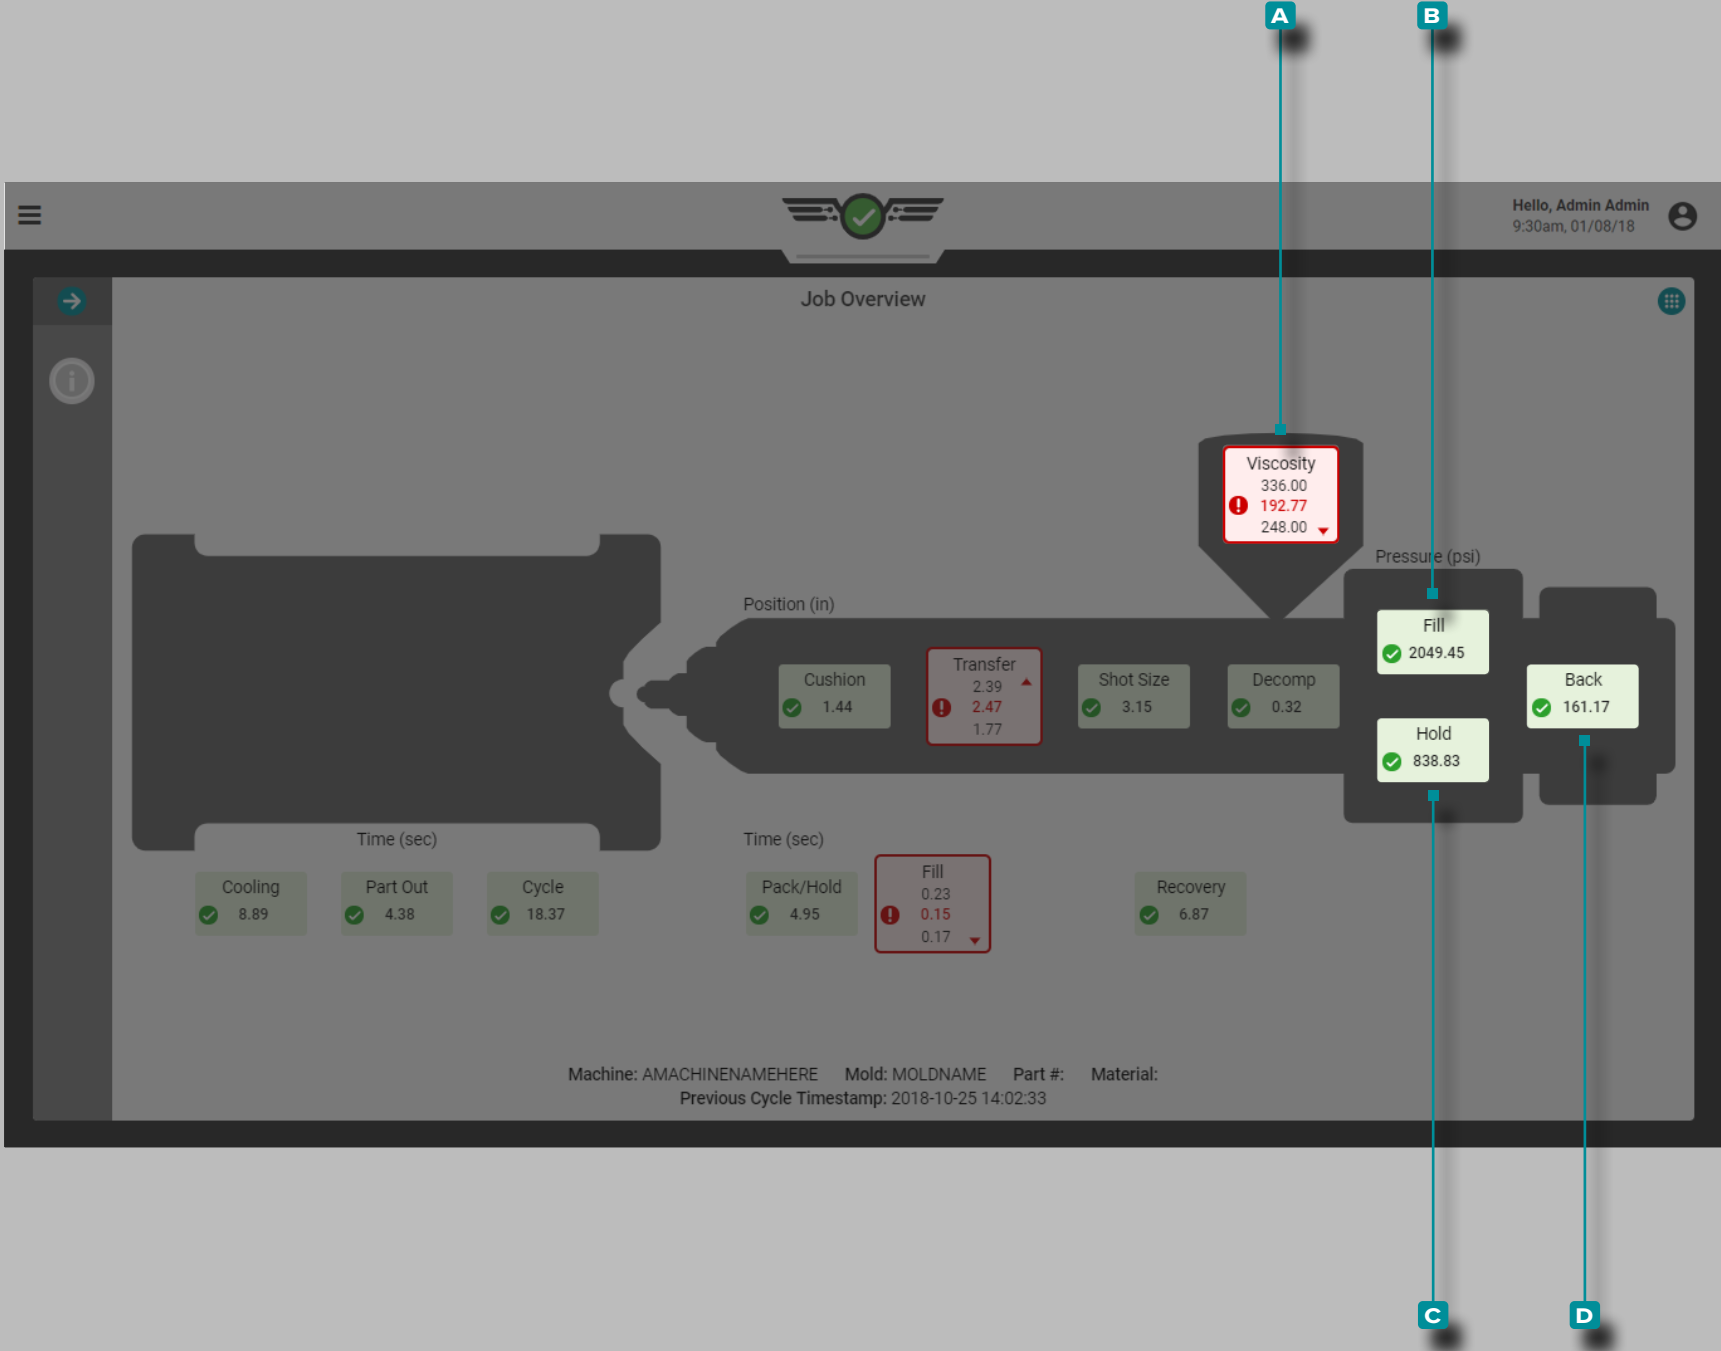 A
B
Hello, Admin Admin
9:30am, 01/08/18
Job Overview
Viscosity
336.00
192.77
248.00
Pressure (psi)
Position (in)
Fill
2049.45
Cushion
1.44
Transfer
2.39
2.47
1.77
Shot Size
3.15
Decomp
0.32
Back
161.17
Hold
838.83
Time (sec)
Time (sec)
Cooling
8.89
Part Out
4.38
Cycle
18.37
Pack/Hold
4.95
Fill
0.23
0.15
0.17
Recovery
6.87
Machine: AMACHINENAMEHERE Mold: MOLDNAME Part #: Material:
Previous Cycle Timestamp: 2018-10-25 14:02:33
C
D